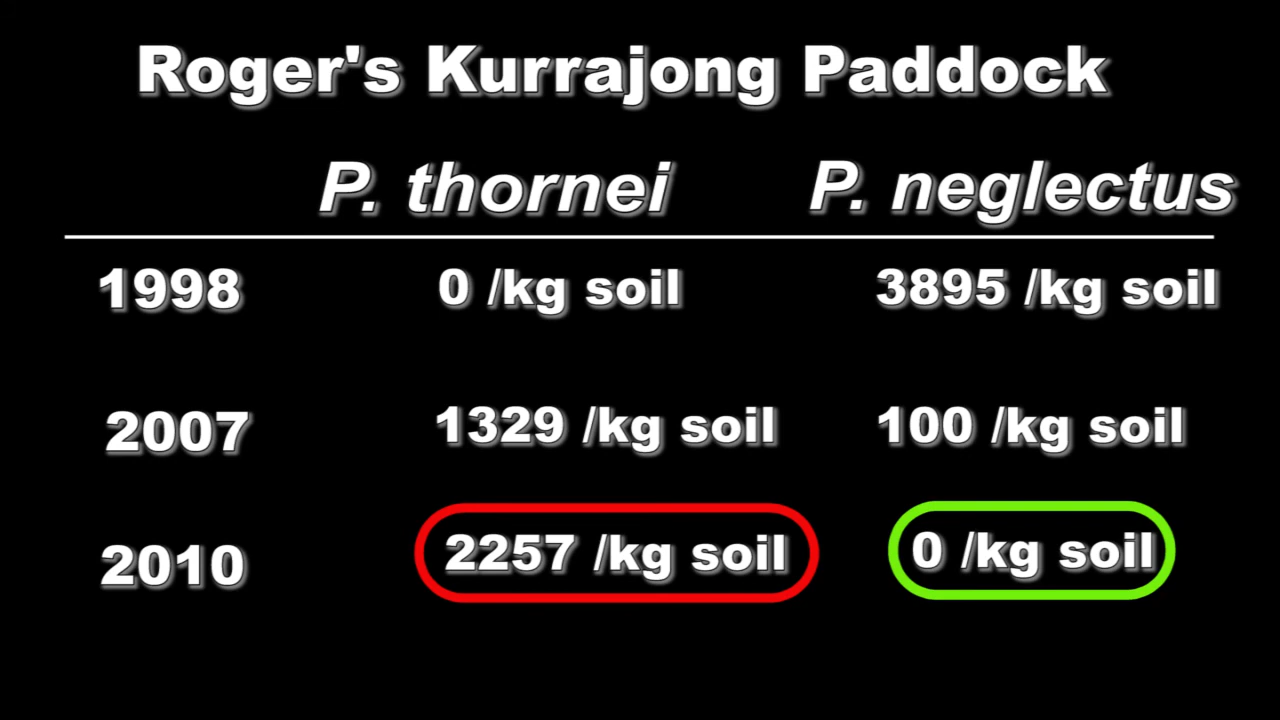 Roger's Kurrajong Paddock
P. thornei P. neglectus
1998 0 /kg soil 3895 /kg soil
2007 1329 /kg soil 100 /kg soil
2010 2257 /kg soil 0 /kg soil